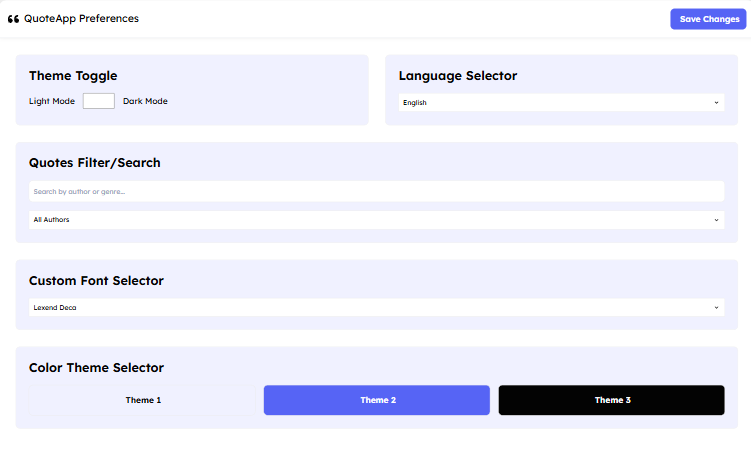 QuoteApp Preferences
Save Changes
Theme Toggle
Light Mode
Dark Mode
Language Selector
English
Quotes Filter/Search
Search by author or genre...
All Authors
Custom Font Selector
Lexend Deca
Color Theme Selector
Theme 1
Theme 2
Theme 3